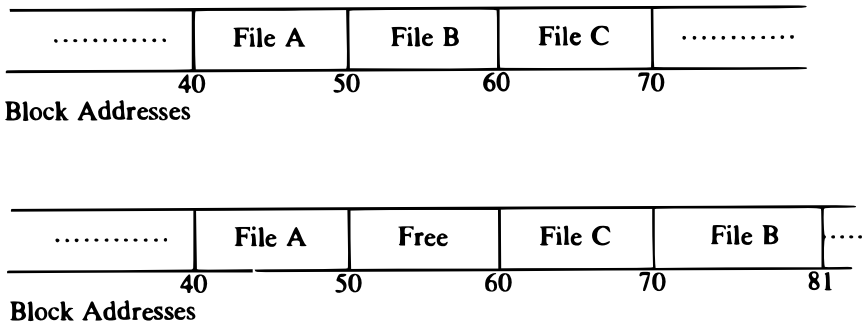 ............ File A File B File C ............
40 50 60 70
Block Addresses
............ File A Free File C File B .....
40 50 60 70 81
Block Addresses